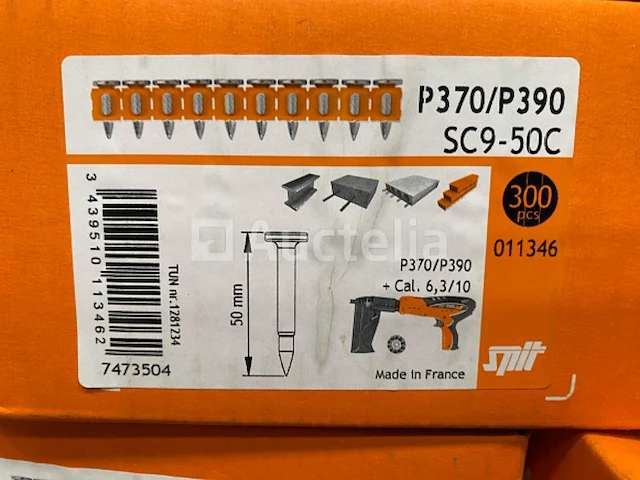 P370/P390
SC9-50C
300
pcs
011346
3 439510 113462
TUN nr.1281234
7473504
50 mm
P370/P390
+ Cal. 6,3/10
Made in France
Spit
Auctelia